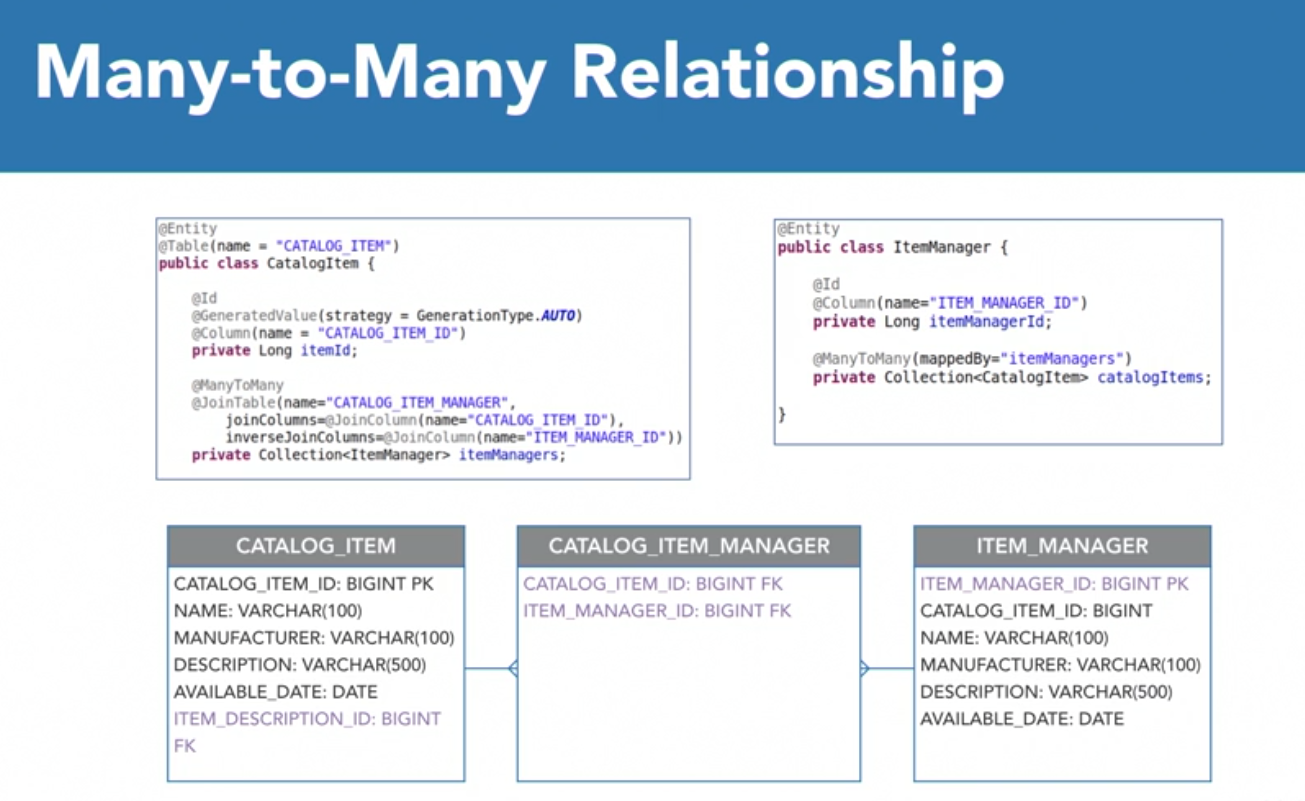 Many-to-Many Relationship
@Entity
@Table(name = "CATALOG_ITEM")
public class CatalogItem {
@Id
@GeneratedValue(strategy = GenerationType.AUTO)
@Column(name = "CATALOG_ITEM_ID")
private Long itemId;
@ManyToMany
@JoinTable(name="CATALOG_ITEM_MANAGER",
joinColumns=@JoinColumn(name="CATALOG_ITEM_ID"),
inverseJoinColumns=@JoinColumn(name="ITEM_MANAGER_ID"))
private Collection<ItemManager> itemManagers;
@Entity
public class ItemManager {
@Id
@Column(name="ITEM_MANAGER_ID")
private Long itemManagerId;
@ManyToMany(mappedBy="itemManagers")
private Collection<CatalogItem> catalogItems;
}
CATALOG_ITEM
CATALOG_ITEM_ID: BIGINT PK
NAME: VARCHAR(100)
MANUFACTURER: VARCHAR(100)
DESCRIPTION: VARCHAR(500)
AVAILABLE_DATE: DATE
ITEM_DESCRIPTION_ID: BIGINT
FK
CATALOG_ITEM_MANAGER
CATALOG_ITEM_ID: BIGINT FK
ITEM_MANAGER_ID: BIGINT FK
ITEM_MANAGER
ITEM_MANAGER_ID: BIGINT PK
CATALOG_ITEM_ID: BIGINT
NAME: VARCHAR(100)
MANUFACTURER: VARCHAR(100)
DESCRIPTION: VARCHAR(500)
AVAILABLE_DATE: DATE